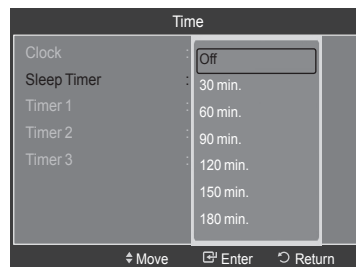 Time
Clock :
Sleep Timer :
Timer 1 :
Timer 2 :
Timer 3 :
Off
30 min.
60 min.
90 min.
120 min.
150 min.
180 min.
Move Enter Return